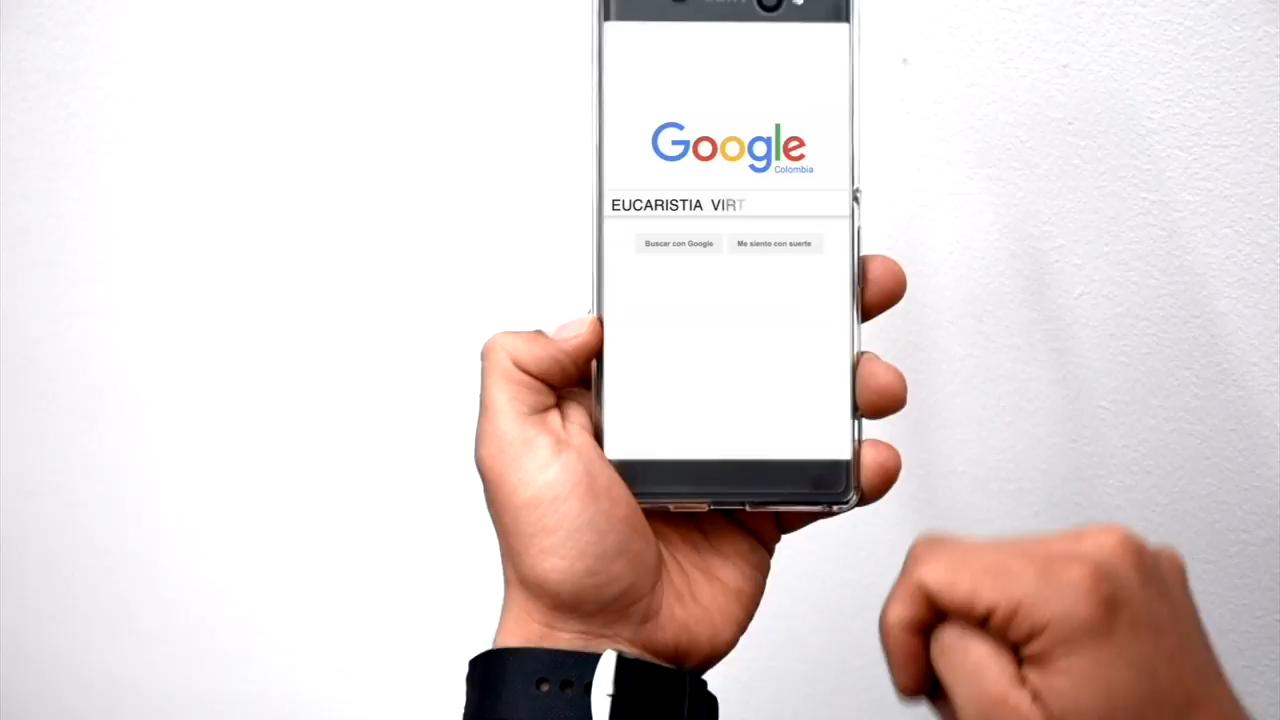 Google
Colombia
EUCARISTIA VIRT
Buscar con Google
Me siento con suerte